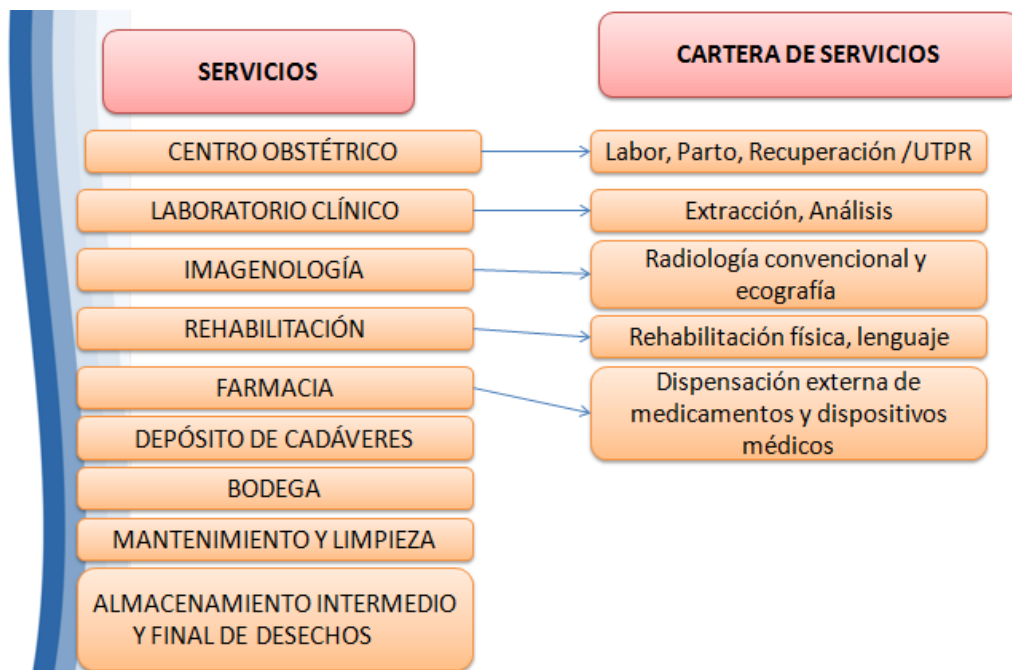 SERVICIOS
CARTERA DE SERVICIOS
CENTRO OBSTÉTRICO
Labor, Parto, Recuperación /UTPR
LABORATORIO CLÍNICO
Extracción, Análisis
IMAGENOLOGÍA
Radiología convencional y
ecografía
REHABILITACIÓN
Rehabilitación física, lenguaje
FARMACIA
Dispensación externa de
medicamentos y dispositivos
médicos
DEPÓSITO DE CADÁVERES
BODEGA
MANTENIMIENTO Y LIMPIEZA
ALMACENAMIENTO INTERMEDIO
Y FINAL DE DESECHOS